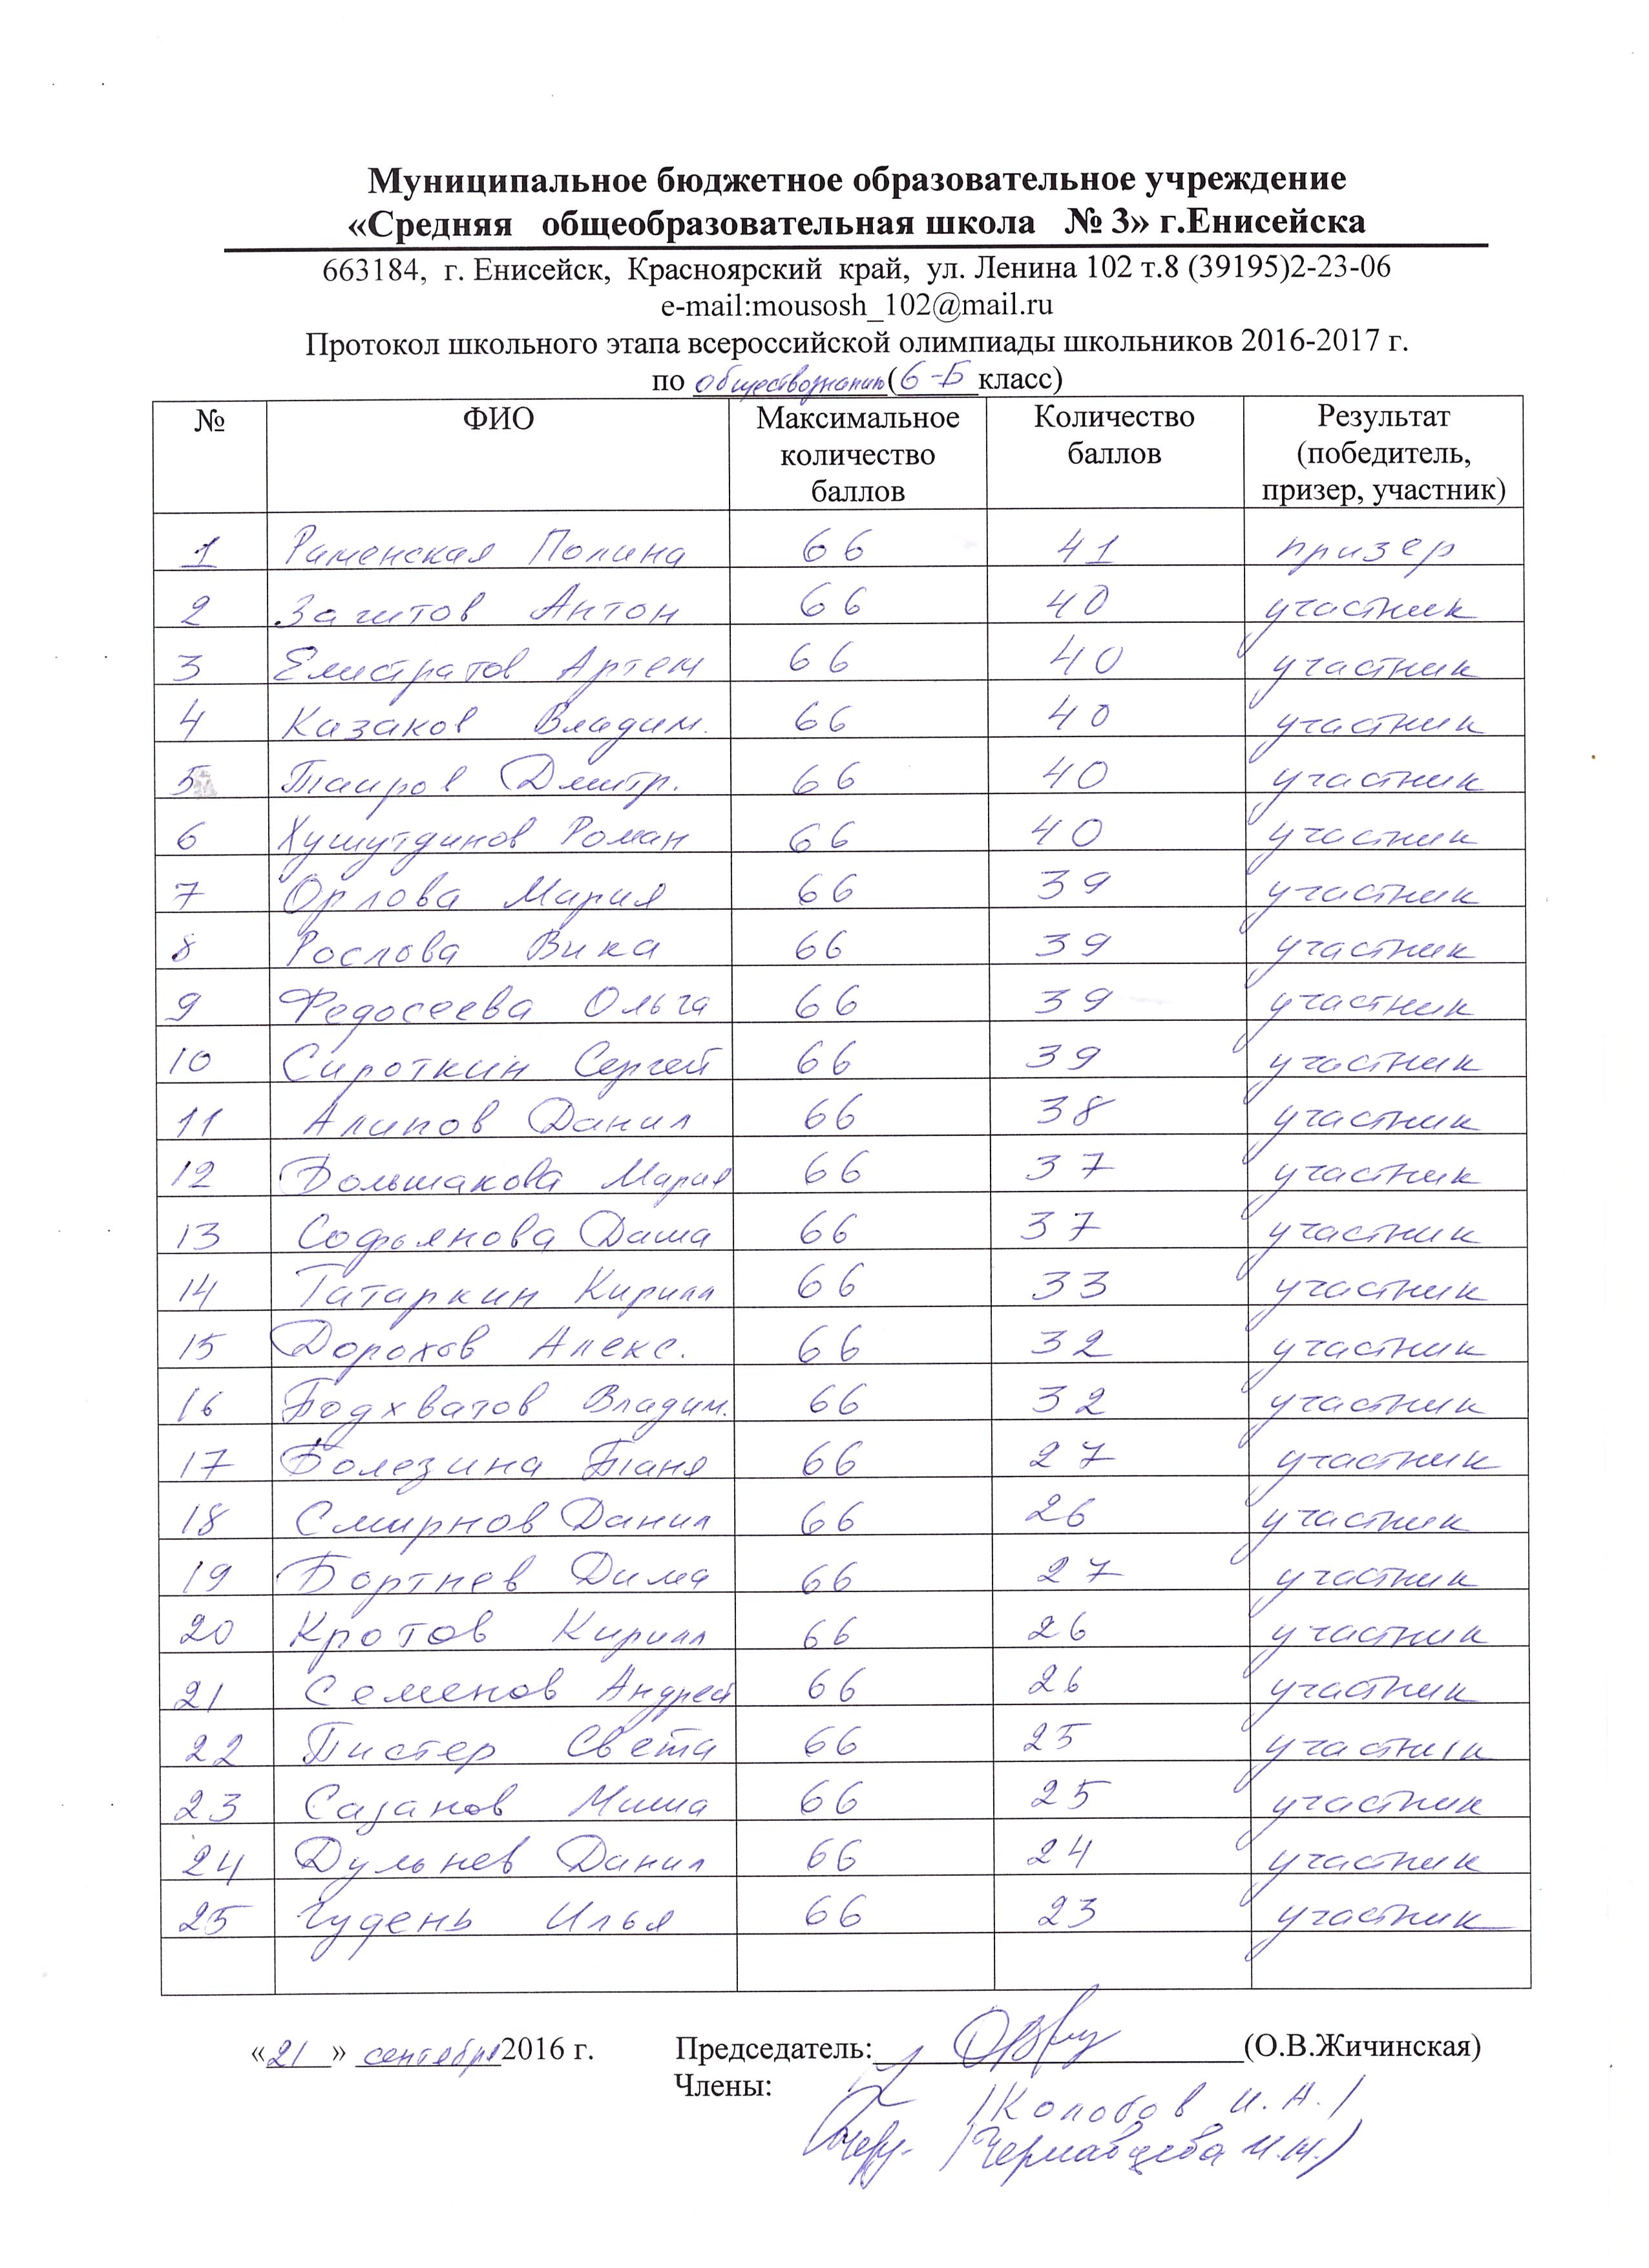 Муниципальное бюджетное образовательное учреждение
«Средняя общеобразовательная школа № 3» г.Енисейска
663184, г. Енисейск, Красноярский край, ул. Ленина 102 т.8 (39195)2-23-06
e-mail:mousosh_102@mail.ru
Протокол школьного этапа всероссийской олимпиады школьников 2016-2017 г.
по обществознанию (6-Б класс)
№ ФИО Максимальное количество баллов Количество баллов Результат (победитель, призер, участник)
1 Раменская Полина 66 41 призер
2 Загитов Антон 66 40 участник
3 Елистратов Артем 66 40 участник
4 Казаков Владим. 66 40 участник
5 Таиров Дмитр. 66 40 участник
6 Хушутдинов Роман 66 40 участник
7 Орлова Мария 66 39 участник
8 Рослова Вика 66 39 участник
9 Федосеева Ольга 66 39 участник
10 Сироткин Сергей 66 39 участник
11 Алипов Данил 66 38 участник
12 Большакова Мария 66 37 участник
13 Софьянова Даша 66 37 участник
14 Татаркин Кирилл 66 33 участник
15 Дорохов Алекс. 66 32 участник
16 Подхватов Владим. 66 32 участник
17 Болезина Таня 66 27 участник
18 Смирнов Данил 66 26 участник
19 Бортнев Дима 66 27 участник
20 Кротов Кирилл 66 26 участник
21 Семенов Андрей 66 26 участник
22 Пистер Света 66 25 участник
23 Сазанов Миша 66 25 участник
24 Дульнев Данил 66 24 участник
25 Чудень Илья 66 23 участник
«21» сентября 2016 г. Председатель: (О.В.Жичинская)
Члены:
/Колобов И.А./
/Чермавцева И.Н./